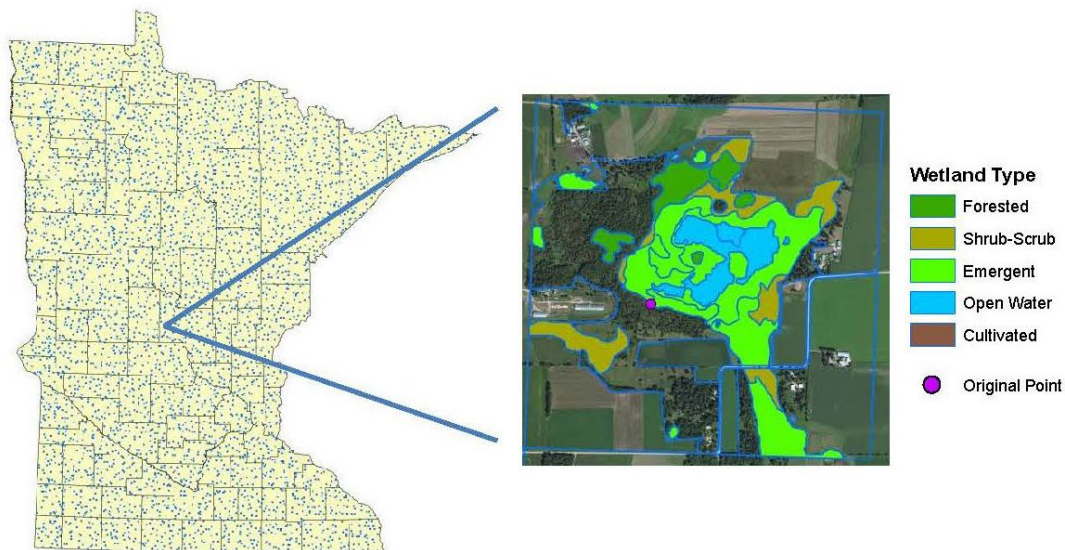 Wetland Type
Forested
Shrub-Scrub
Emergent
Open Water
Cultivated
Original Point